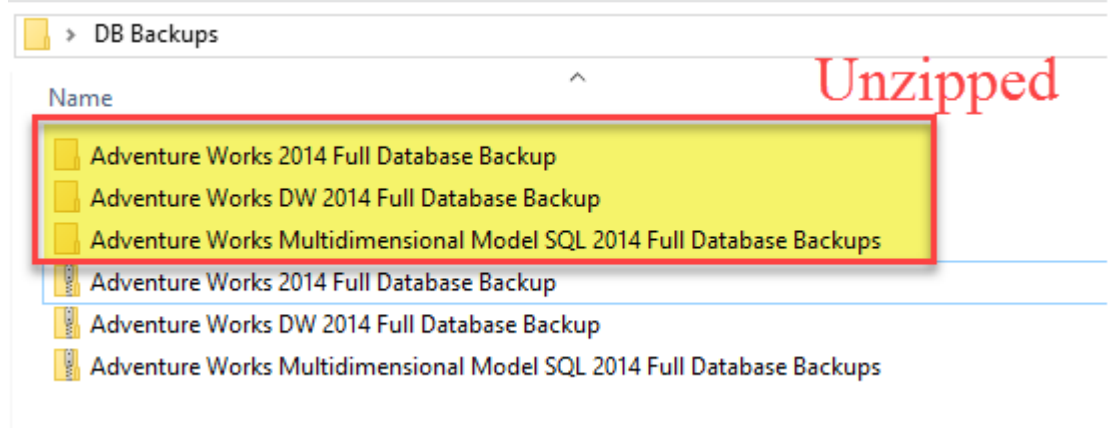 DB Backups
Unzipped
Name
Adventure Works 2014 Full Database Backup
Adventure Works DW 2014 Full Database Backup
Adventure Works Multidimensional Model SQL 2014 Full Database Backups
Adventure Works 2014 Full Database Backup
Adventure Works DW 2014 Full Database Backup
Adventure Works Multidimensional Model SQL 2014 Full Database Backups